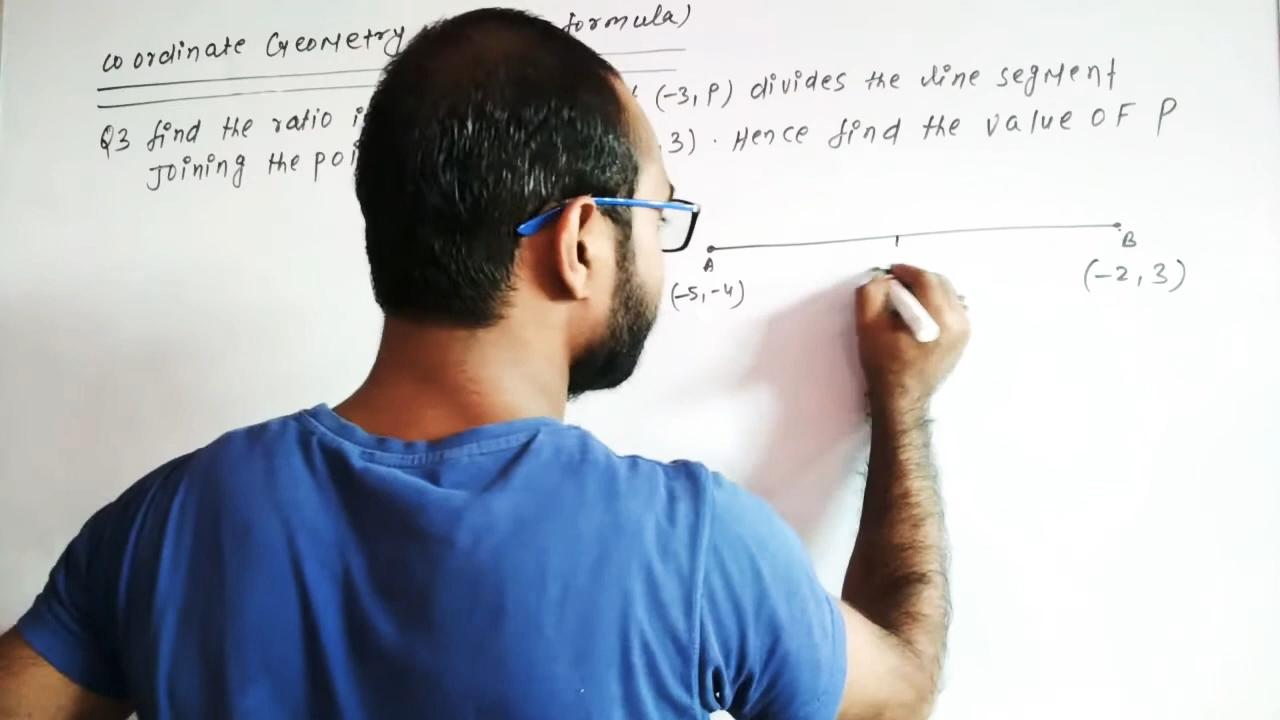 Coordinate Geometry formula)
Q3 find the ratio (-3, P) divides the line segment
Joining the 3). Hence find the value OF P
A B
(-5,-4) (-2, 3)